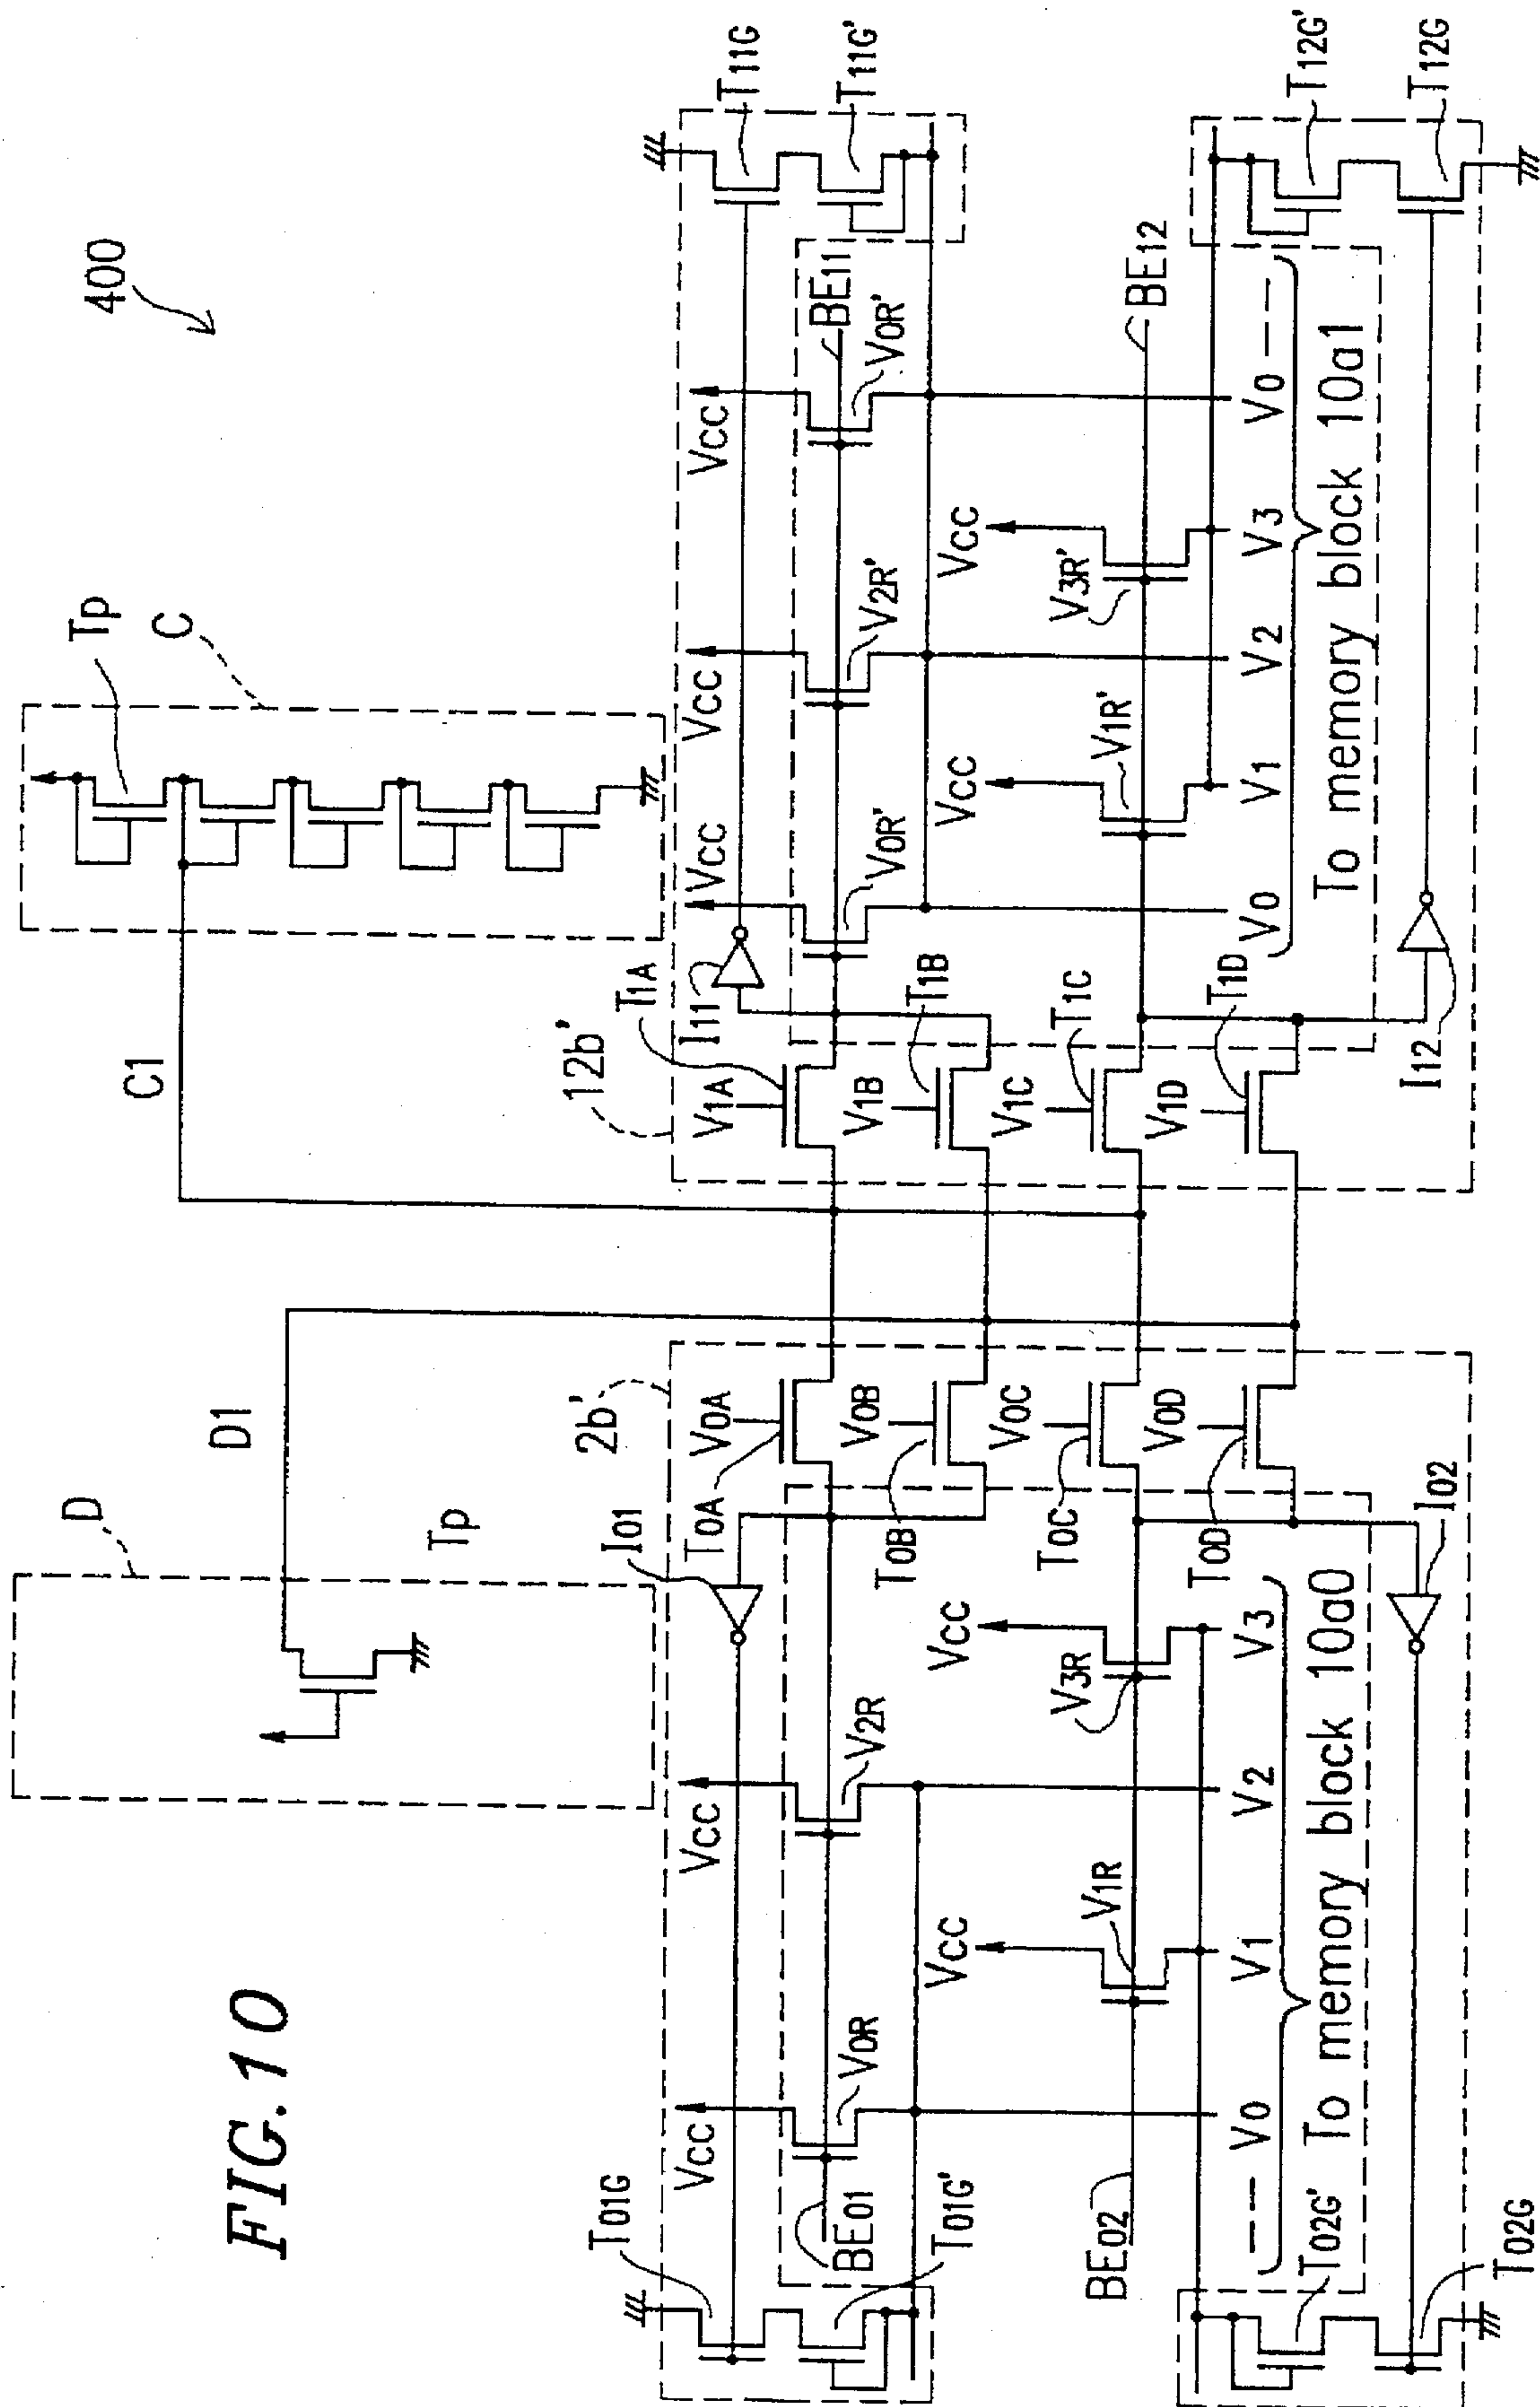 FIG. 10
400
D
Tp
D1
C1
C
Tp
2b'
12b'
T01G
VCC
VCC
I01
T0A
V0A
V1A
T1A
I11
VCC
VCC
VCC
T11G
BE01
V0R
V2R
V0R'
V2R'
BE11
V0R'
T01G'
T11G'
T0B
V0B
V1B
T1B
VCC
VCC
VCC
VCC
BE02
V1R
V3R
T0C
V0C
V1C
T1C
V1R'
V3R'
BE12
T0D
V0D
V1D
T1D
V0
V1
V2
V3
V0
V1
V2
V3
V0
T02G'
To memory block 10a0
To memory block 10a1
T12G'
T02G
I02
I12
T12G